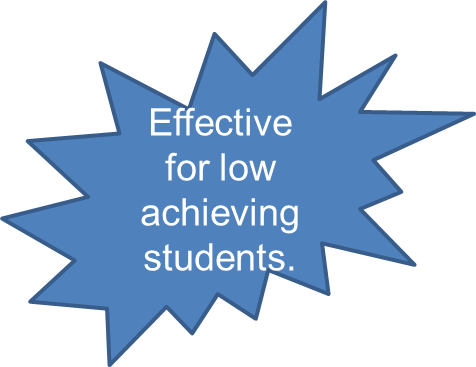 Effective
for low
achieving
students.